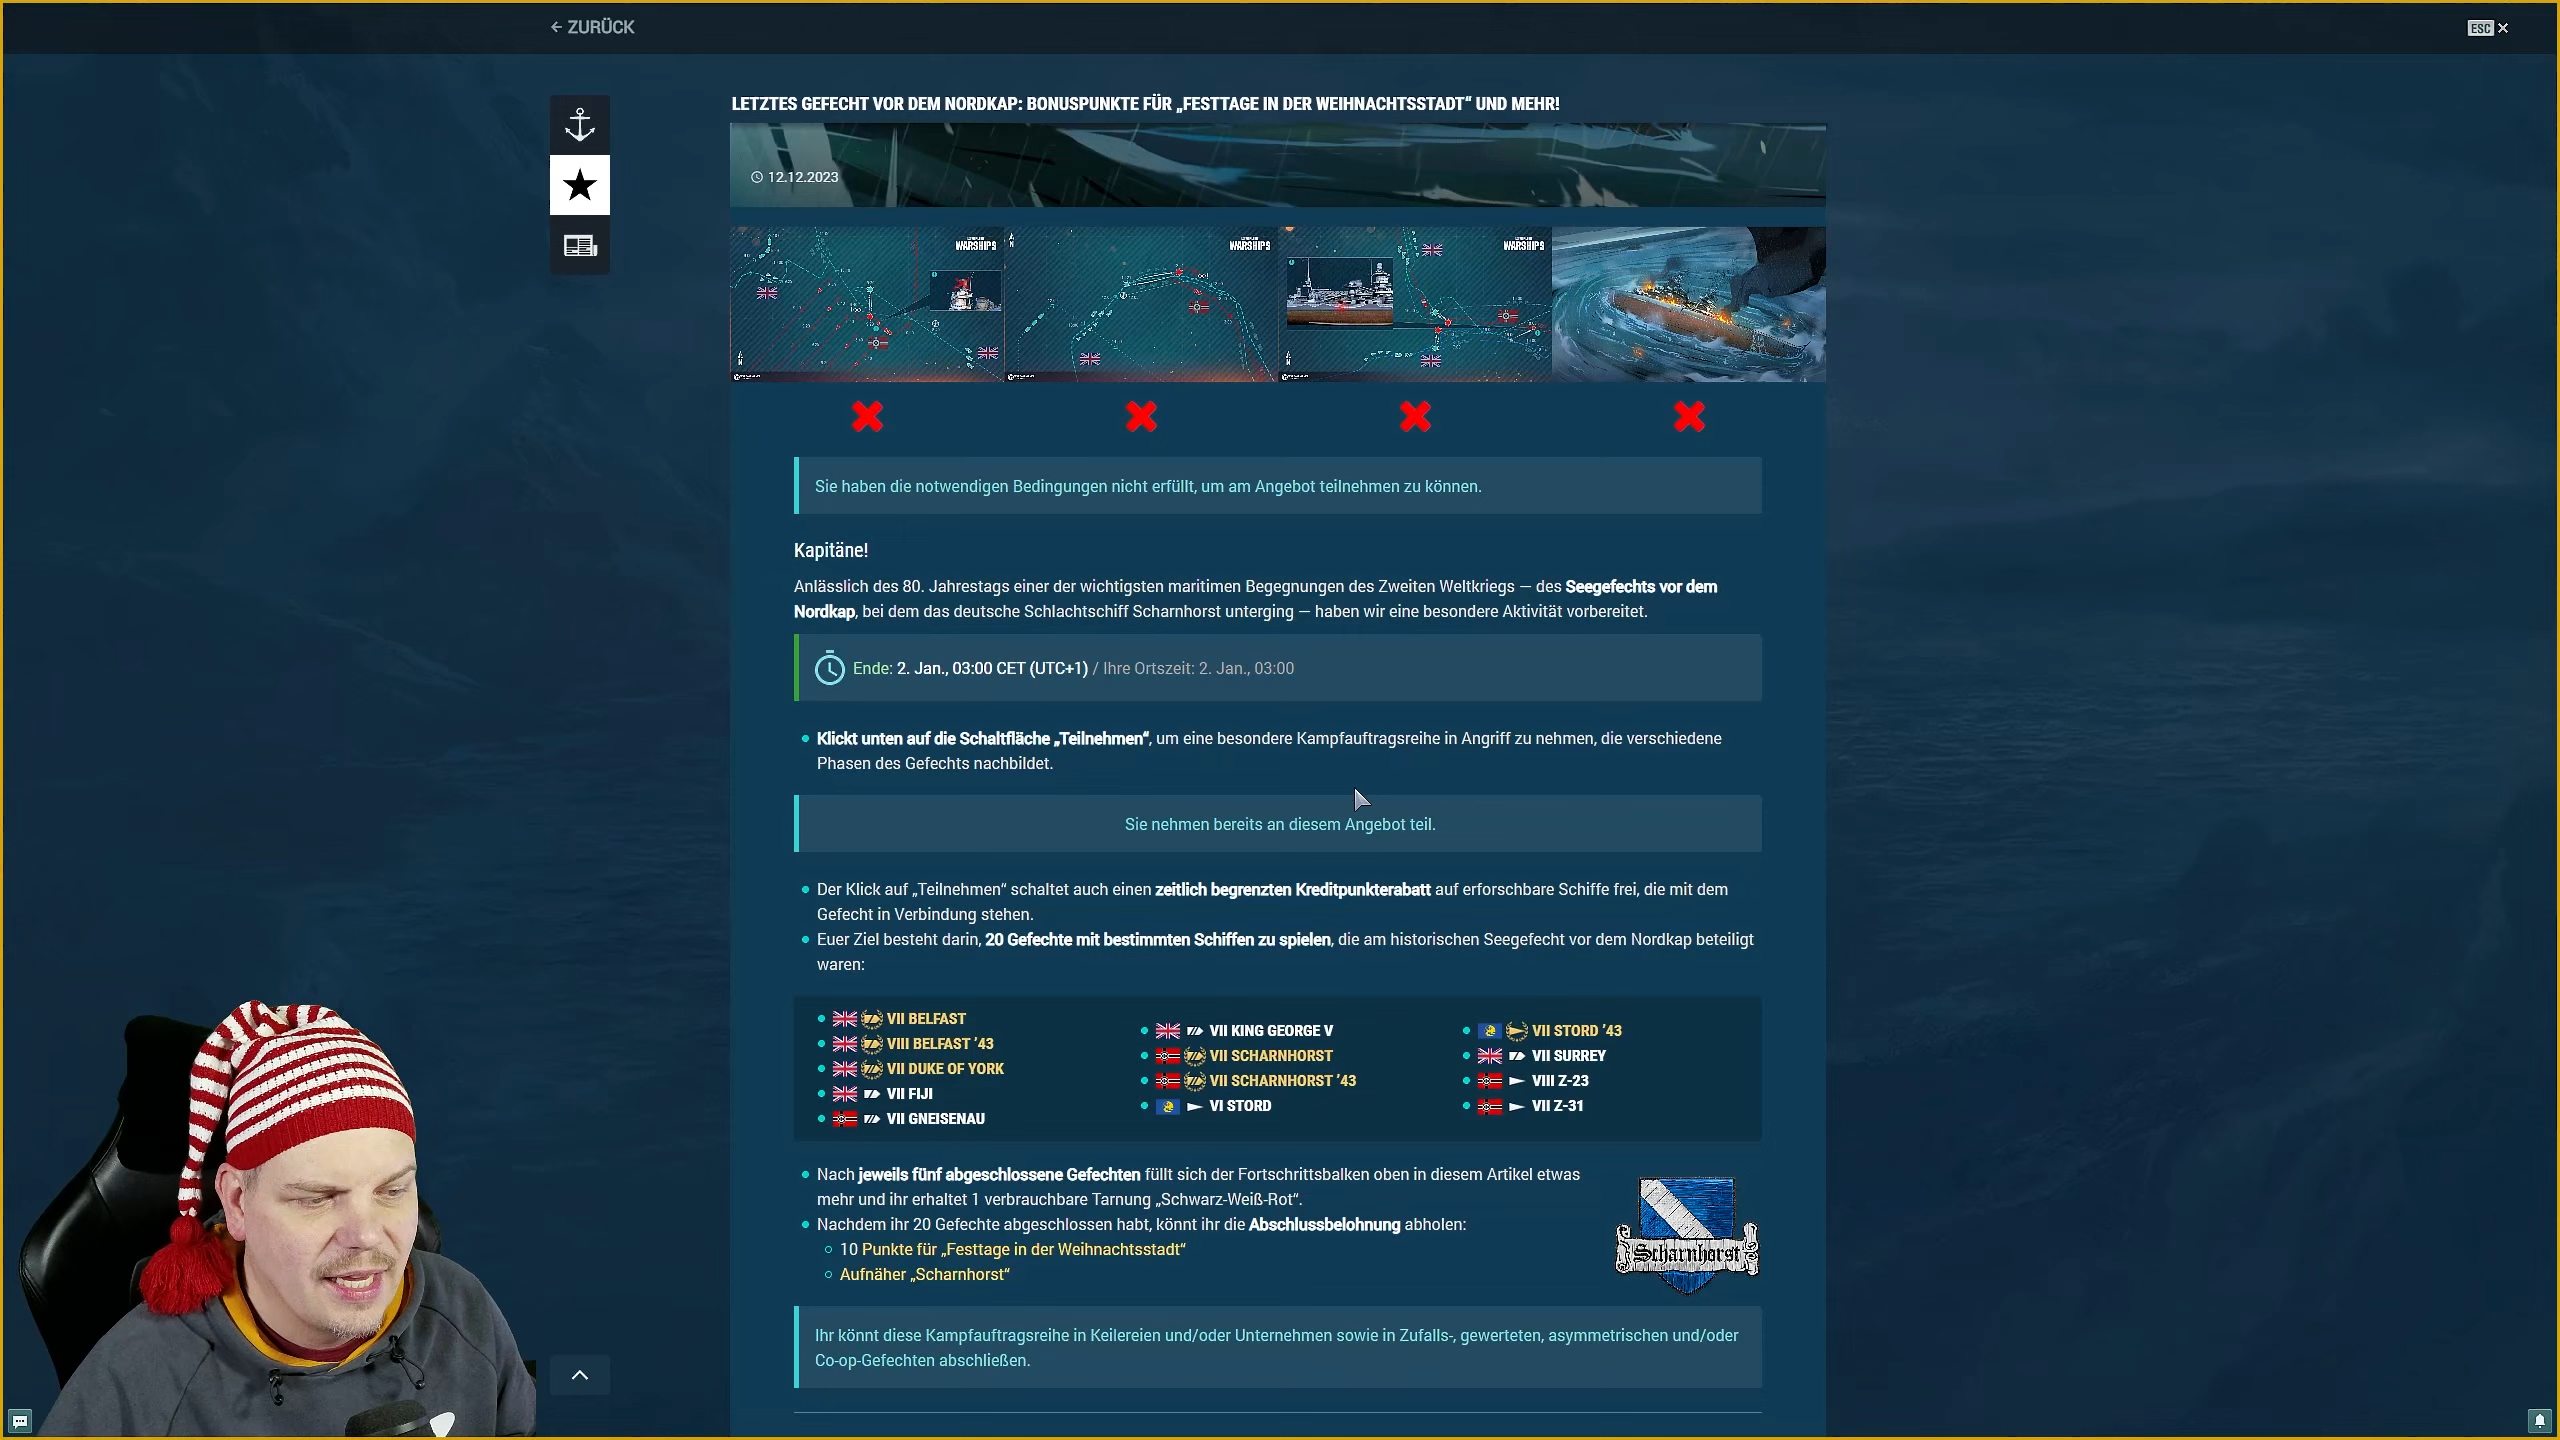 ← ZURÜCK
ESC ×
LETZTES GEFECHT VOR DEM NORDKAP: BONUSPUNKTE FÜR „FESTTAGE IN DER WEIHNACHTSSTADT“ UND MEHR!
12.12.2023
WARSHIPS
WARSHIPS
WARSHIPS
Sie haben die notwendigen Bedingungen nicht erfüllt, um am Angebot teilnehmen zu können.
Kapitäne!
Anlässlich des 80. Jahrestags einer der wichtigsten maritimen Begegnungen des Zweiten Weltkriegs — des Seegefechts vor dem
Nordkap, bei dem das deutsche Schlachtschiff Scharnhorst unterging — haben wir eine besondere Aktivität vorbereitet.
Ende: 2. Jan., 03:00 CET (UTC+1) / Ihre Ortszeit: 2. Jan., 03:00
Klickt unten auf die Schaltfläche „Teilnehmen“, um eine besondere Kampfauftragsreihe in Angriff zu nehmen, die verschiedene
Phasen des Gefechts nachbildet.
Sie nehmen bereits an diesem Angebot teil.
Der Klick auf „Teilnehmen“ schaltet auch einen zeitlich begrenzten Kreditpunkterabatt auf erforschbare Schiffe frei, die mit dem
Gefecht in Verbindung stehen.
Euer Ziel besteht darin, 20 Gefechte mit bestimmten Schiffen zu spielen, die am historischen Seegefecht vor dem Nordkap beteiligt
waren:
VII BELFAST
VIII BELFAST ’43
VII DUKE OF YORK
VII FIJI
VII GNEISENAU
VII KING GEORGE V
VII SCHARNHORST
VII SCHARNHORST ’43
VI STORD
VII STORD ’43
VII SURREY
VIII Z-23
VII Z-31
Nach jeweils fünf abgeschlossene Gefechten füllt sich der Fortschrittsbalken oben in diesem Artikel etwas
mehr und ihr erhaltet 1 verbrauchbare Tarnung „Schwarz-Weiß-Rot“.
Nachdem ihr 20 Gefechte abgeschlossen habt, könnt ihr die Abschlussbelohnung abholen:
10 Punkte für „Festtage in der Weihnachtsstadt“
Aufnäher „Scharnhorst“
Scharnhorst
Ihr könnt diese Kampfauftragsreihe in Keilereien und/oder Unternehmen sowie in Zufalls-, gewerteten, asymmetrischen und/oder
Co-op-Gefechten abschließen.